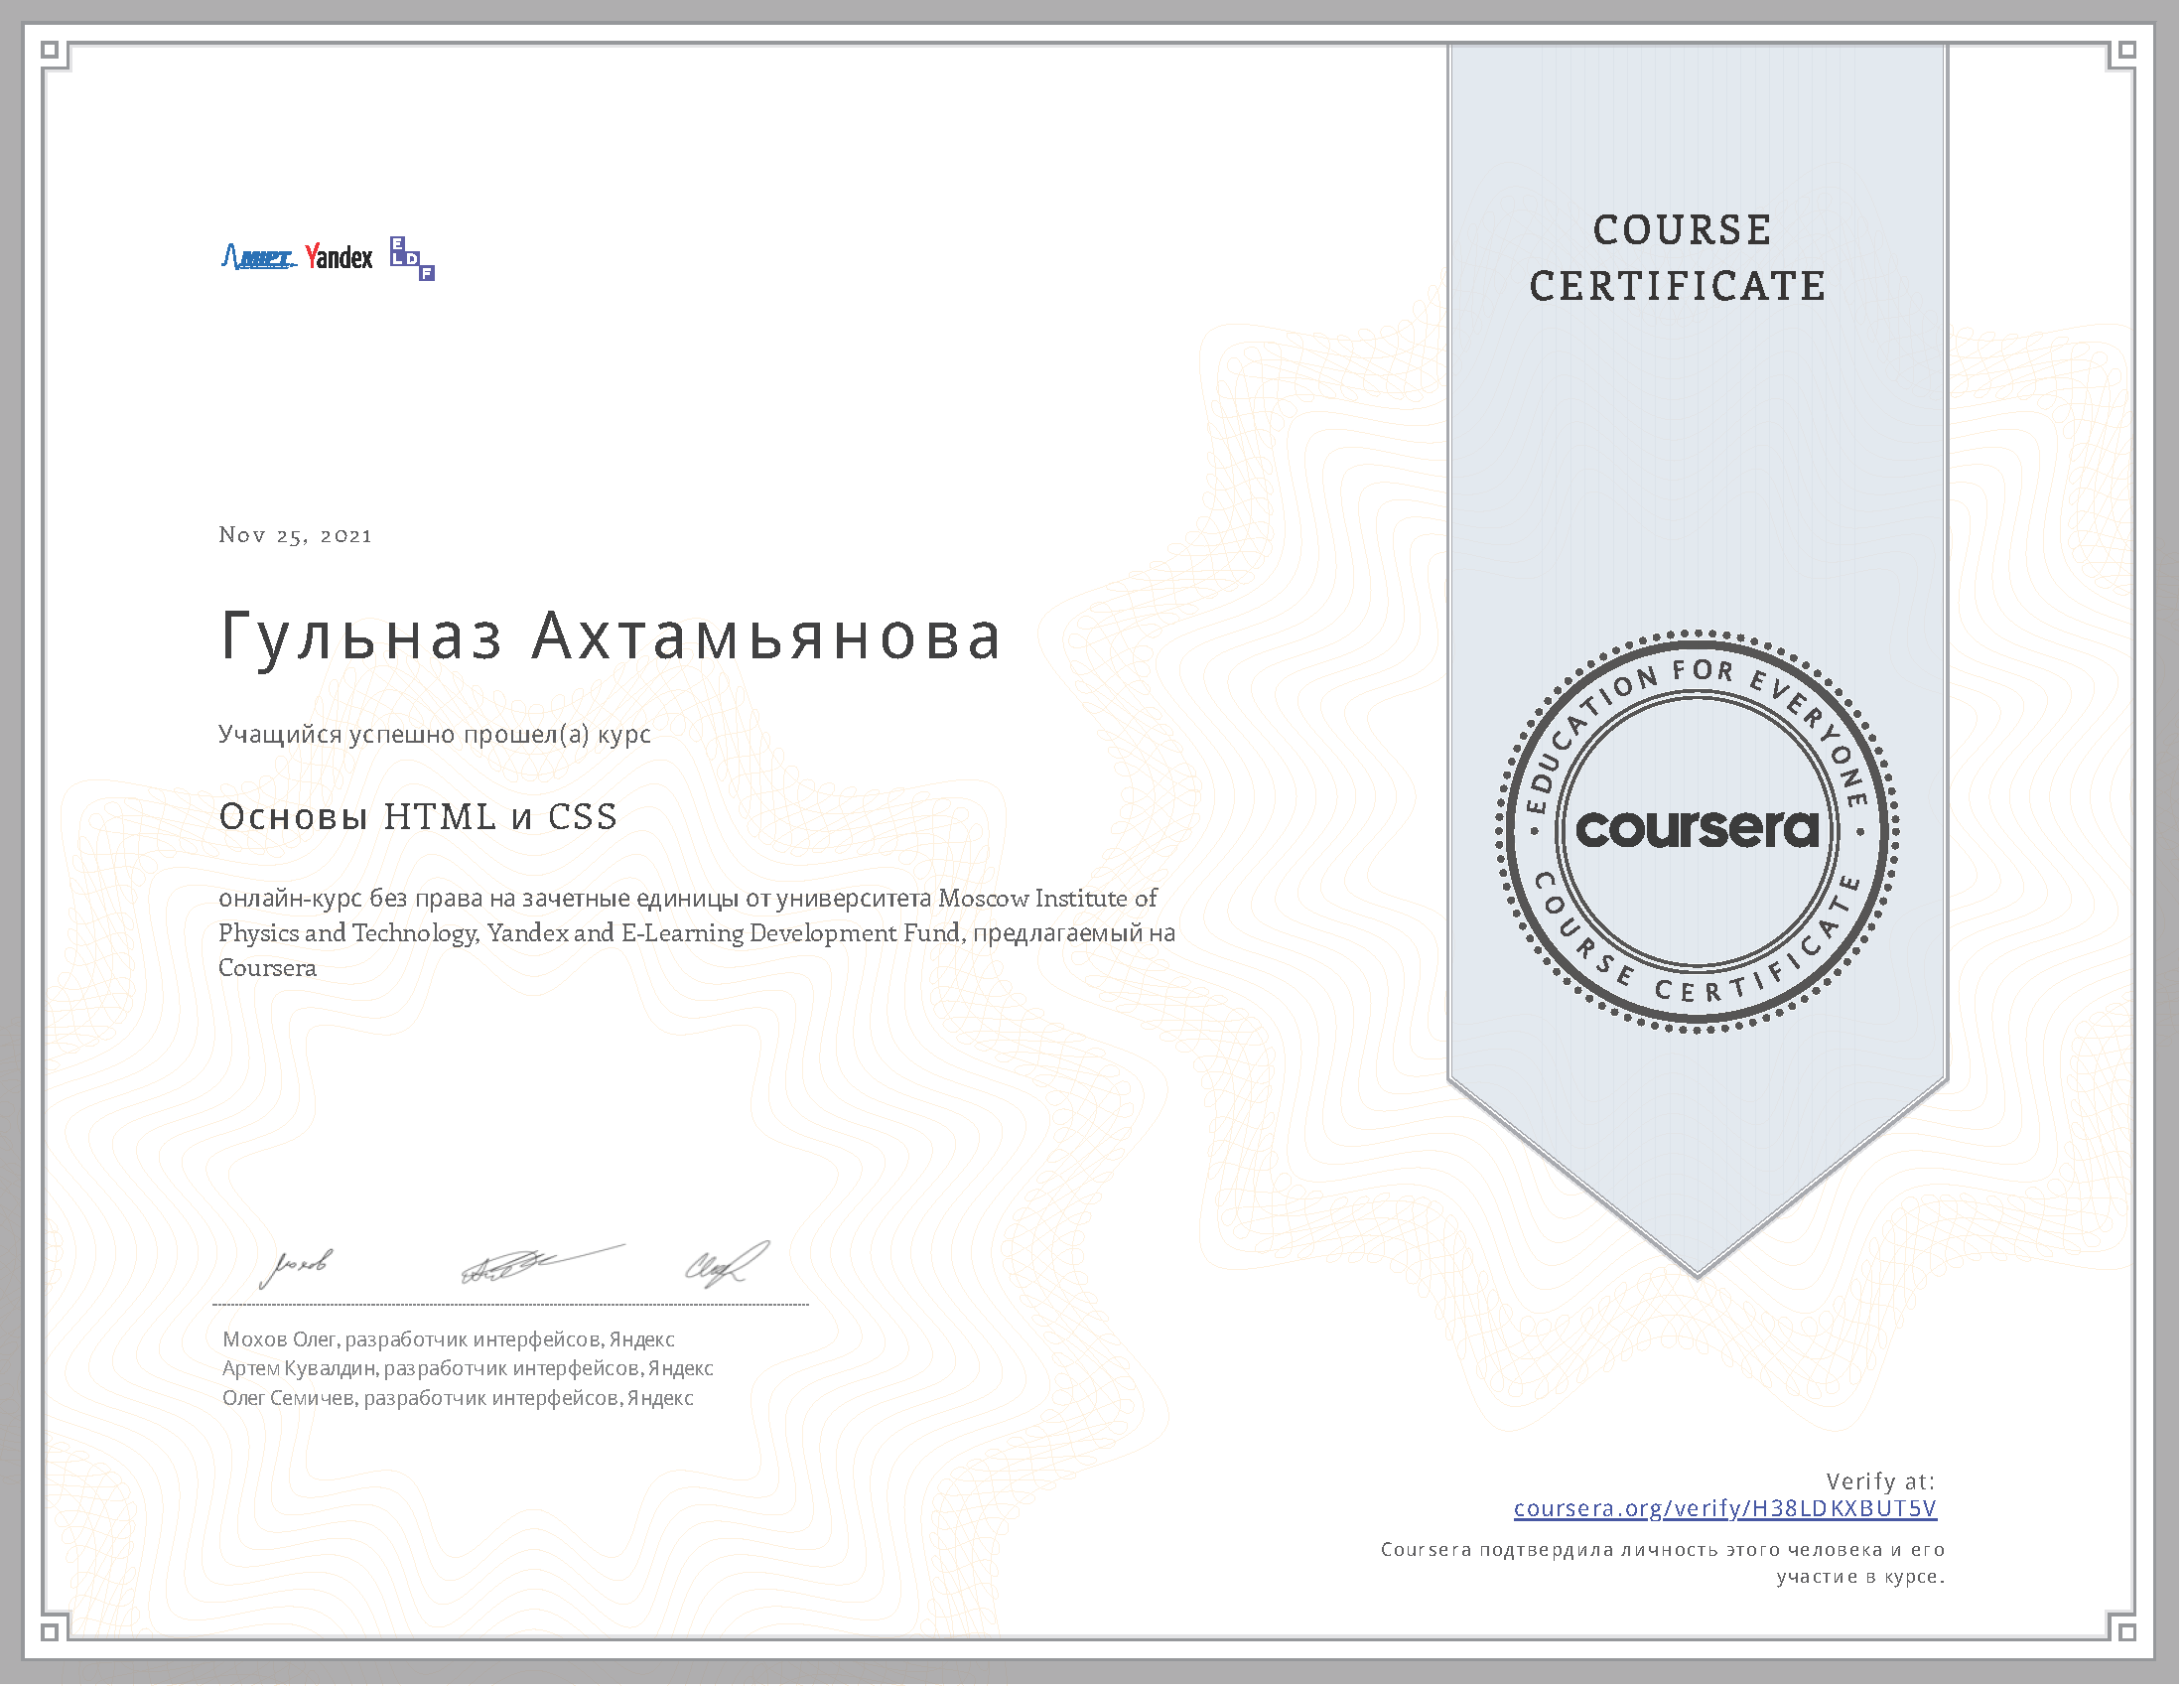 MIPT Yandex E L D F
COURSE
CERTIFICATE
Nov 25, 2021
Гульназ Ахтамьянова
Учащийся успешно прошел(а) курс
Основы HTML и CSS
онлайн-курс без права на зачетные единицы от университета Moscow Institute of
Physics and Technology, Yandex and E-Learning Development Fund, предлагаемый на
Coursera
EDUCATION FOR EVERYONE
coursera
COURSE CERTIFICATE
Мохов Олег, разработчик интерфейсов, Яндекс
Артем Кувалдин, разработчик интерфейсов, Яндекс
Олег Семичев, разработчик интерфейсов, Яндекс
Verify at:
coursera.org/verify/H38LDKXBUT5V
Coursera подтвердила личность этого человека и его
участие в курсе.